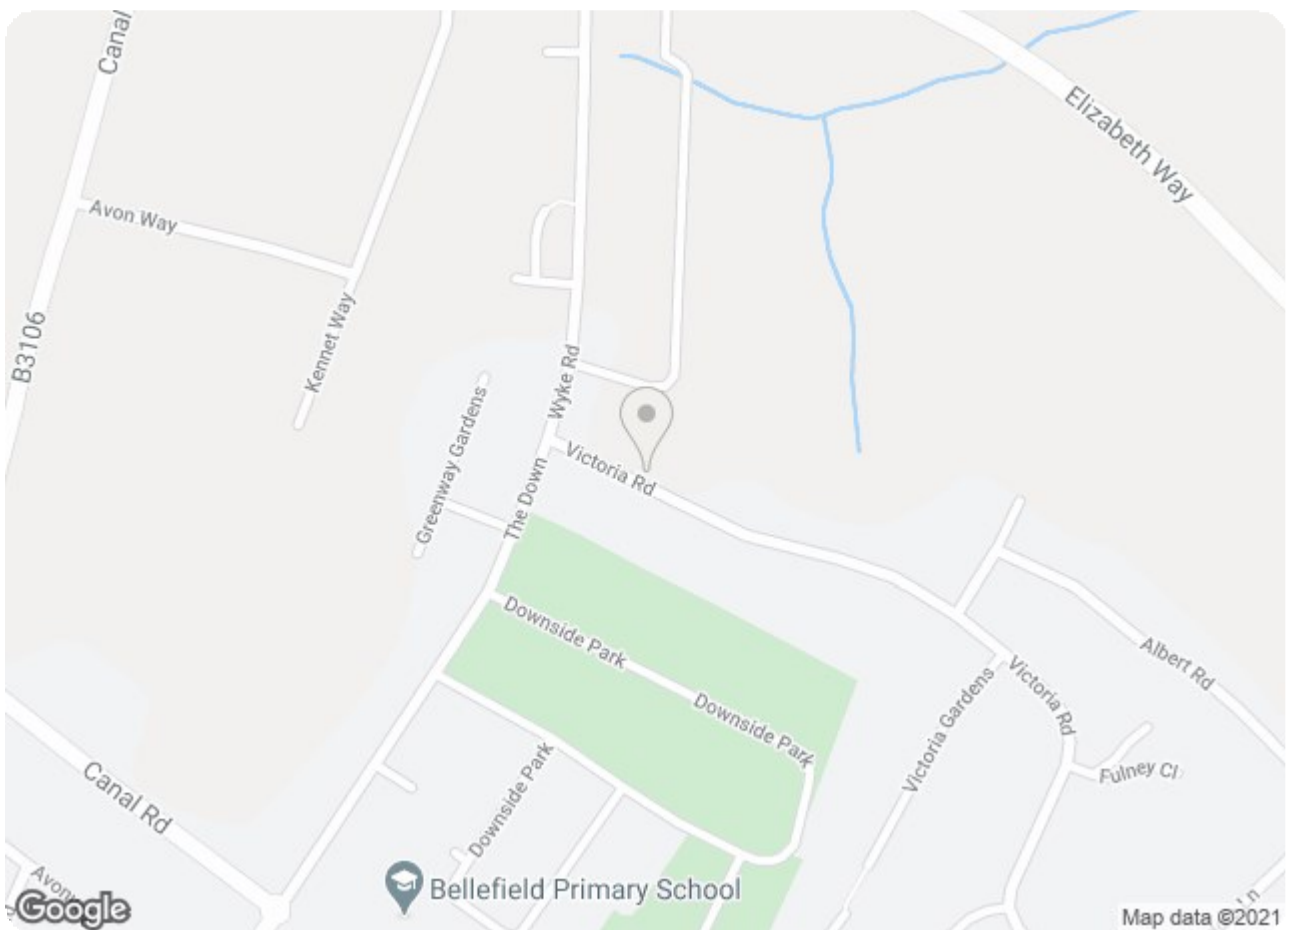 Canal
Elizabeth Way
Avon Way
B3106
Kennet Way
Wyke Rd
Greenway Gardens
Victoria Rd
The Down
Downside Park
Albert Rd
Downside Park
Victoria Gardens
Victoria Rd
Canal Rd
Downside Park
Fulney Cl
Bellefield Primary School
Google
Ln
Map data ©2021